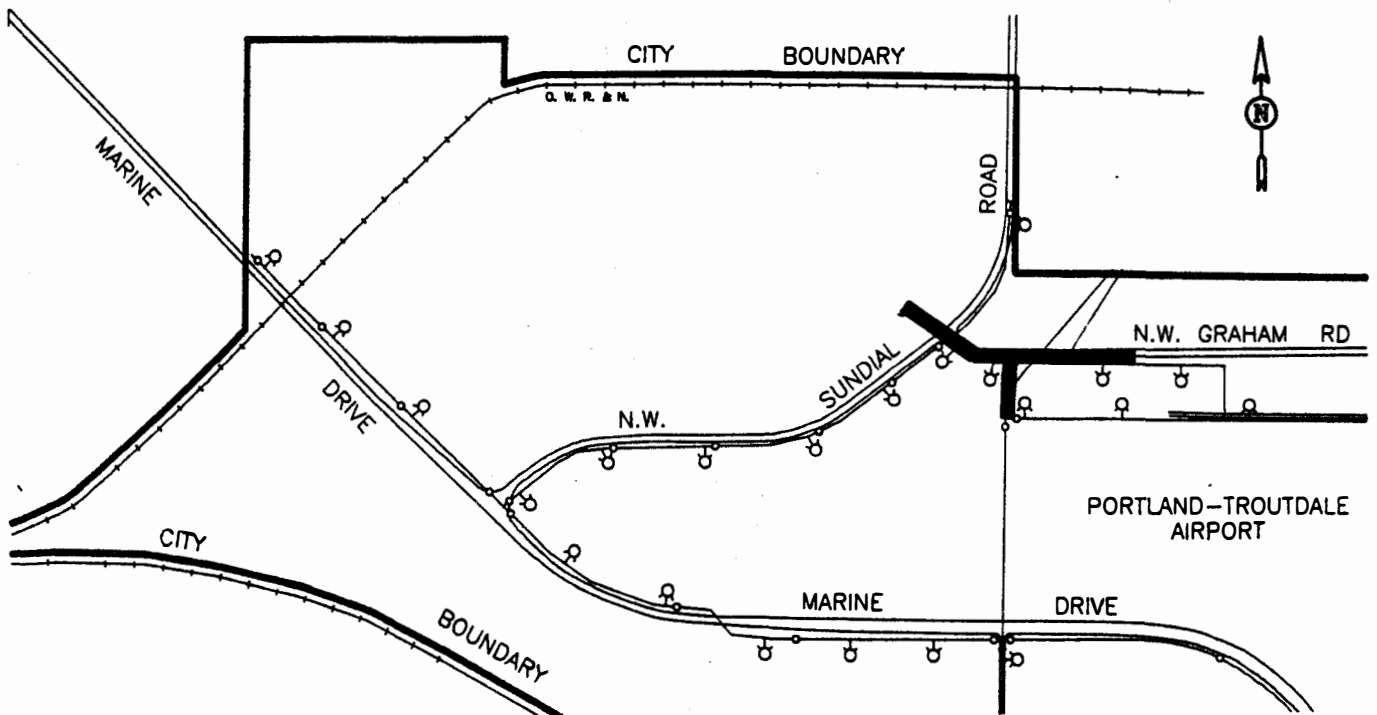 CITY BOUNDARY
O. W. R. & N.
N
MARINE
ROAD
N.W. GRAHAM RD
DRIVE
SUNDIAL
N.W.
PORTLAND-TROUTDALE
AIRPORT
CITY
BOUNDARY
MARINE DRIVE